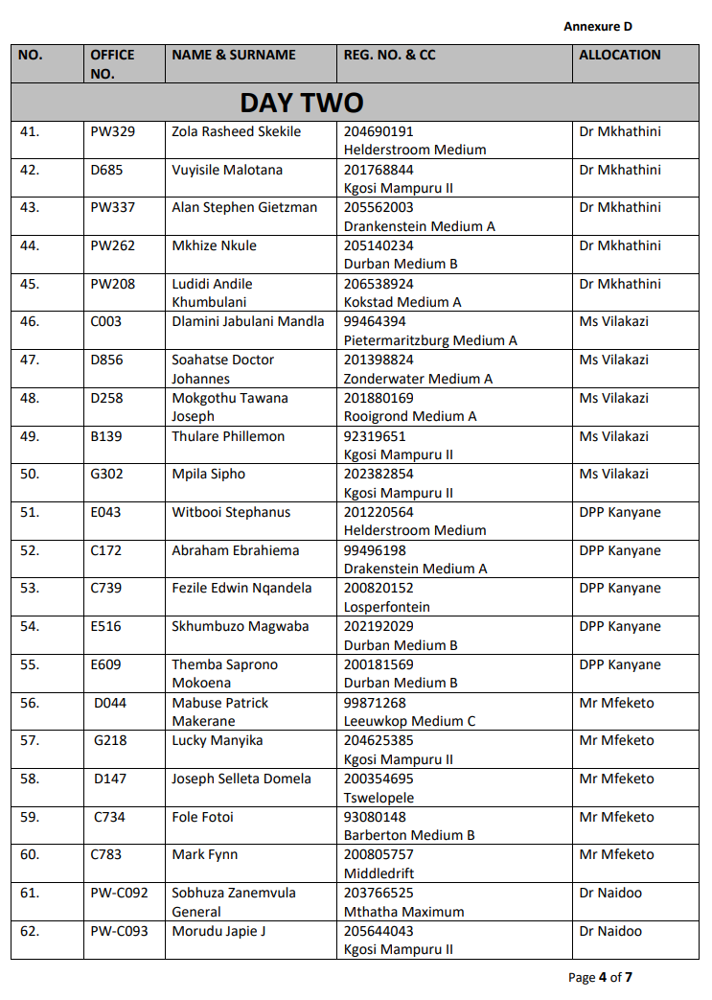 Annexure D
NO. OFFICE NO. NAME & SURNAME REG. NO. & CC ALLOCATION
DAY TWO
41. PW329 Zola Rasheed Skekile 204690191 Dr Mkhathini
Helderstroom Medium
42. D685 Vuyisile Malotana 201768844 Dr Mkhathini
Kgosi Mampuru II
43. PW337 Alan Stephen Gietzman 205562003 Dr Mkhathini
Drankenstein Medium A
44. PW262 Mkhize Nkule 205140234 Dr Mkhathini
Durban Medium B
45. PW208 Ludidi Andile 206538924 Dr Mkhathini
Khumbulani Kokstad Medium A
46. C003 Dlamini Jabulani Mandla 99464394 Ms Vilakazi
Pietermaritzburg Medium A
47. D856 Soahatse Doctor 201398824 Ms Vilakazi
Johannes Zonderwater Medium A
48. D258 Mokgothu Tawana 201880169 Ms Vilakazi
Joseph Rooigrond Medium A
49. B139 Thulare Phillemon 92319651 Ms Vilakazi
Kgosi Mampuru II
50. G302 Mpila Sipho 202382854 Ms Vilakazi
Kgosi Mampuru II
51. E043 Witbooi Stephanus 201220564 DPP Kanyane
Helderstroom Medium
52. C172 Abraham Ebrahiema 99496198 DPP Kanyane
Drakenstein Medium A
53. C739 Fezile Edwin Nqandela 200820152 DPP Kanyane
Losperfontein
54. E516 Skhumbuzo Magwaba 202192029 DPP Kanyane
Durban Medium B
55. E609 Themba Saprono 200181569 DPP Kanyane
Mokoena Durban Medium B
56. D044 Mabuse Patrick 99871268 Mr Mfeketo
Makerane Leeuwkop Medium C
57. G218 Lucky Manyika 204625385 Mr Mfeketo
Kgosi Mampuru II
58. D147 Joseph Selleta Domela 200354695 Mr Mfeketo
Tswelopele
59. C734 Fole Fotoi 93080148 Mr Mfeketo
Barberton Medium B
60. C783 Mark Fynn 200805757 Mr Mfeketo
Middledrift
61. PW-C092 Sobhuza Zanemvula 203766525 Dr Naidoo
General Mthatha Maximum
62. PW-C093 Morudu Japie J 205644043 Dr Naidoo
Kgosi Mampuru II
Page 4 of 7